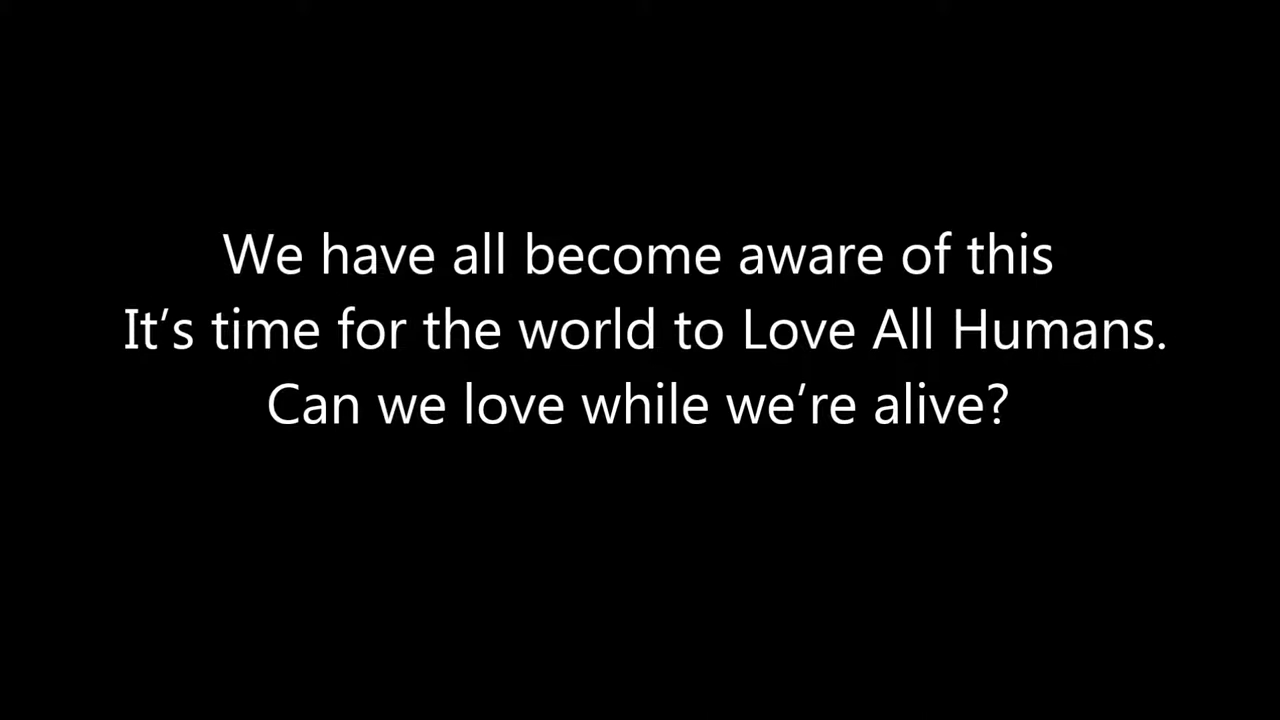 We have all become aware of this
It’s time for the world to Love All Humans.
Can we love while we’re alive?